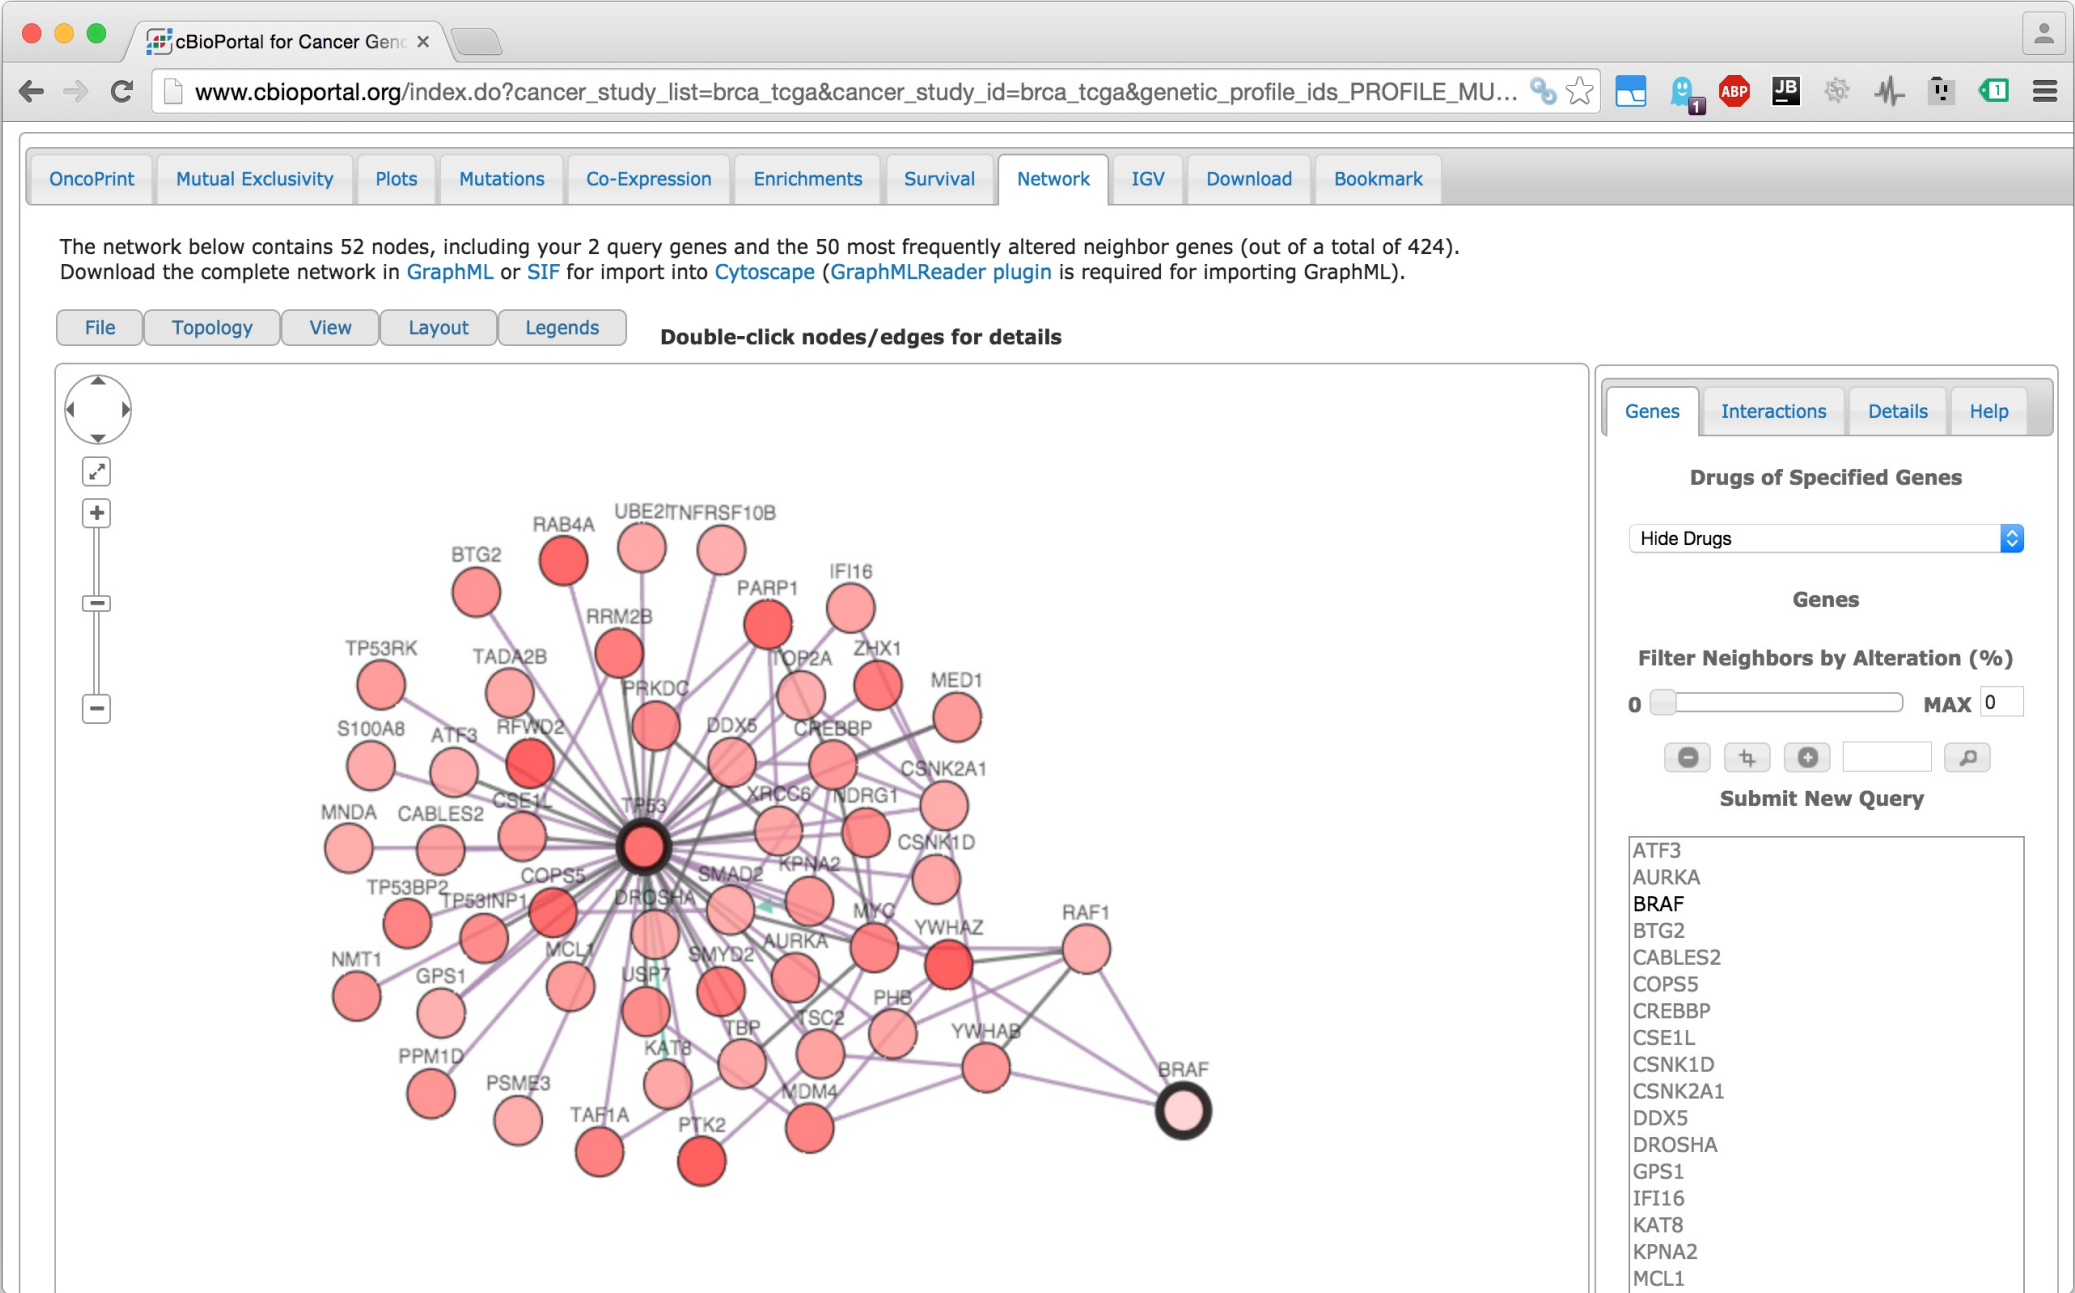 cBioPortal for Cancer Genc
www.cbioportal.org/index.do?cancer_study_list=brca_tcga&cancer_study_id=brca_tcga&genetic_profile_ids_PROFILE_MU...
1
ABP
JB
1
OncoPrint
Mutual Exclusivity
Plots
Mutations
Co-Expression
Enrichments
Survival
Network
IGV
Download
Bookmark
The network below contains 52 nodes, including your 2 query genes and the 50 most frequently altered neighbor genes (out of a total of 424).
Download the complete network in GraphML or SIF for import into Cytoscape (GraphMLReader plugin is required for importing GraphML).
File
Topology
View
Layout
Legends
Double-click nodes/edges for details
UBE2I
TNFRSF10B
RAB4A
BTG2
IFI16
PARP1
RRM2B
TP53RK
TADA2B
TOP2A
ZHX1
MED1
PRKDC
S100A8
ATF3
RFWD2
DDX5
CREBBP
CSNK2A1
MNDA
CABLES2
CSE1L
TP53
XRCC6
NDRG1
CSNK1D
TP53BP2
TP53INP1
COPS5
DROSHA
SMAD2
KPNA2
MYC
YWHAZ
RAF1
NMT1
GPS1
MCL1
USP7
SMYD2
AURKA
PHB
YWHAB
PPM1D
PSME3
KAT8
TBP
TSC2
BRAF
TAF1A
PTK2
MDM4
Genes
Interactions
Details
Help
Drugs of Specified Genes
Hide Drugs
Genes
Filter Neighbors by Alteration (%)
0
MAX
0
Submit New Query
ATF3
AURKA
BRAF
BTG2
CABLES2
COPS5
CREBBP
CSE1L
CSNK1D
CSNK2A1
DDX5
DROSHA
GPS1
IFI16
KAT8
KPNA2
MCL1